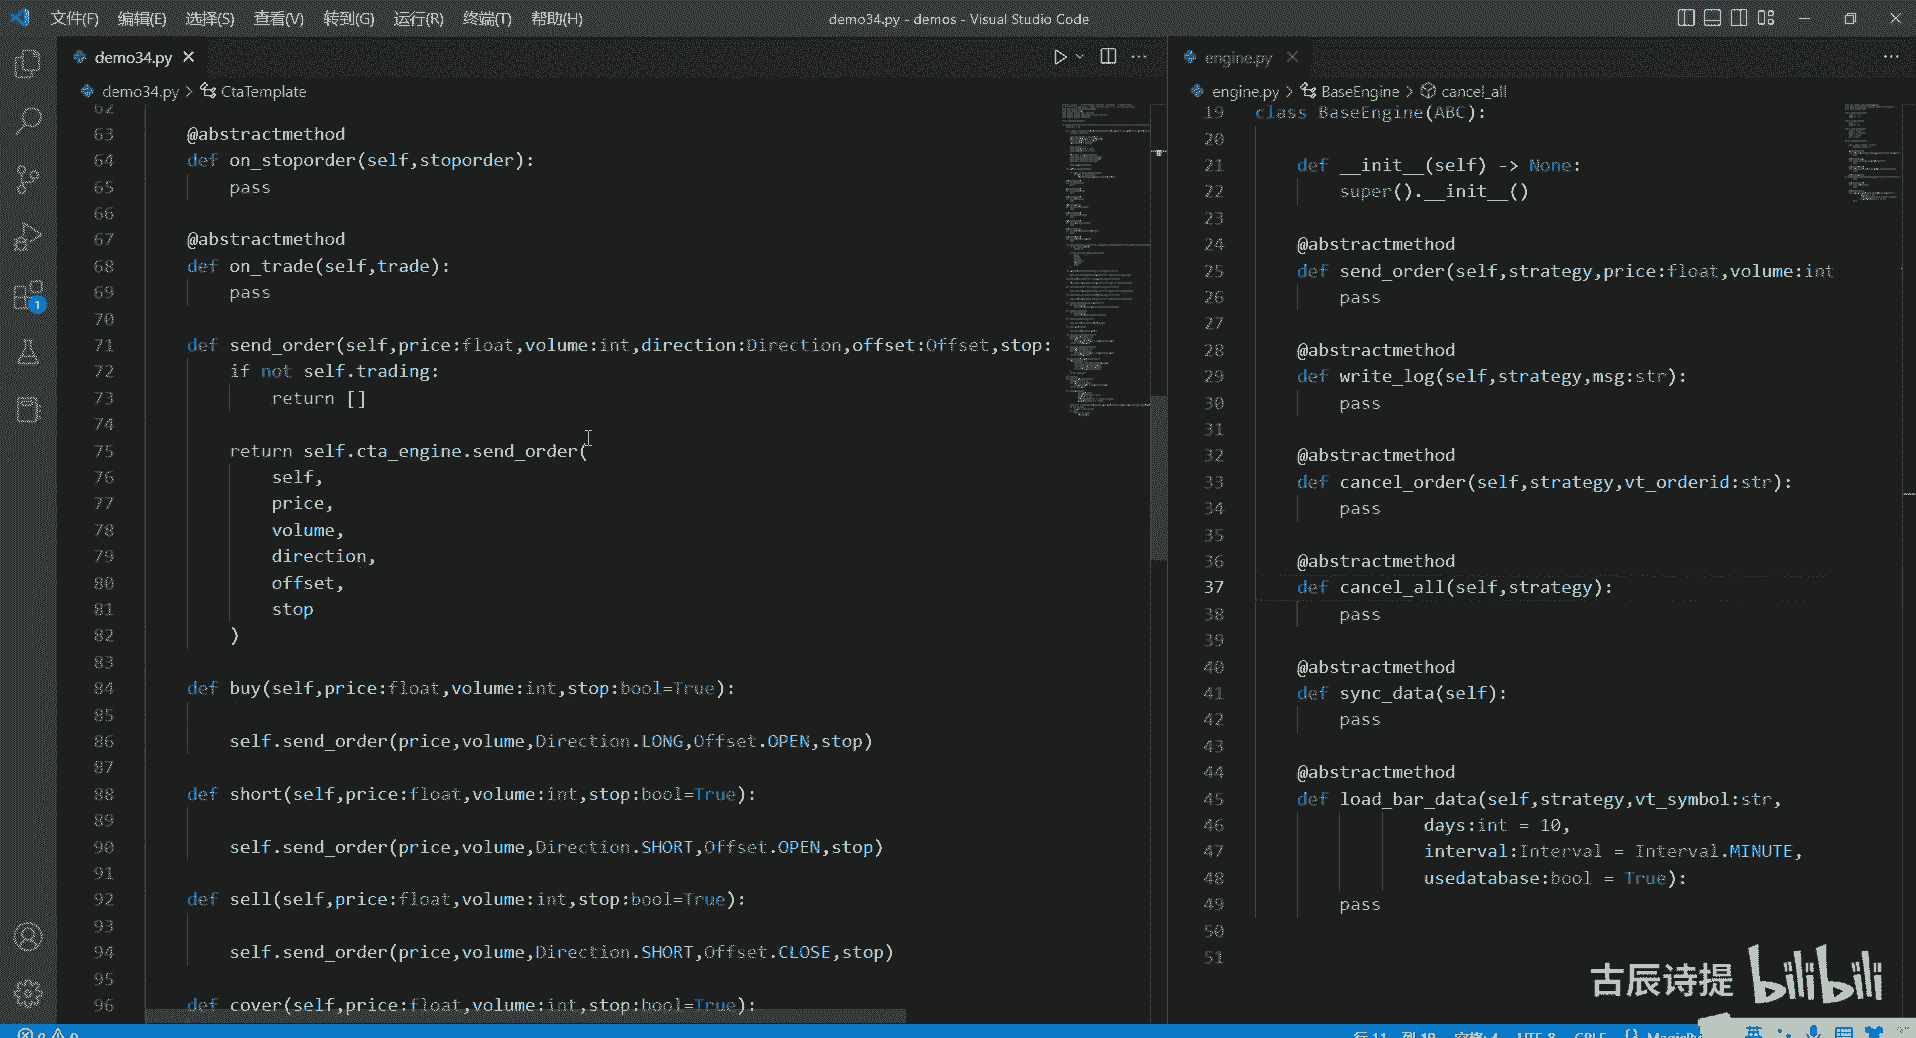 文件(F) 编辑(E) 选择(S) 查看(V) 转到(G) 运行(R) 终端(T) 帮助(H)
demo34.py - demos - Visual Studio Code
demo34.py
demo34.py > CtaTemplate
62
63 @abstractmethod
64 def on_stoporder(self,stoporder):
65 pass
66
67 @abstractmethod
68 def on_trade(self,trade):
69 pass
70
71 def send_order(self,price:float,volume:int,direction:Direction,offset:Offset,stop:
72 if not self.trading:
73 return []
74
75 return self.cta_engine.send_order(
76 self,
77 price,
78 volume,
79 direction,
80 offset,
81 stop
82 )
83
84 def buy(self,price:float,volume:int,stop:bool=True):
85
86 self.send_order(price,volume,Direction.LONG,Offset.OPEN,stop)
87
88 def short(self,price:float,volume:int,stop:bool=True):
89
90 self.send_order(price,volume,Direction.SHORT,Offset.OPEN,stop)
91
92 def sell(self,price:float,volume:int,stop:bool=True):
93
94 self.send_order(price,volume,Direction.SHORT,Offset.CLOSE,stop)
95
96 def cover(self,price:float,volume:int,stop:bool=True):
engine.py
engine.py > BaseEngine > cancel_all
19 class BaseEngine(ABC):
20
21 def __init__(self) -> None:
22 super().__init__()
23
24 @abstractmethod
25 def send_order(self,strategy,price:float,volume:int
26 pass
27
28 @abstractmethod
29 def write_log(self,strategy,msg:str):
30 pass
31
32 @abstractmethod
33 def cancel_order(self,strategy,vt_orderid:str):
34 pass
35
36 @abstractmethod
37 def cancel_all(self,strategy):
38 pass
39
40 @abstractmethod
41 def sync_data(self):
42 pass
43
44 @abstractmethod
45 def load_bar_data(self,strategy,vt_symbol:str,
46 days:int = 10,
47 interval:Interval = Interval.MINUTE,
48 usedatabase:bool = True):
49 pass
50
51
1
古辰诗提 bilibili
行 11, 列 19 空格: 4 UTF-8 CRLF
英